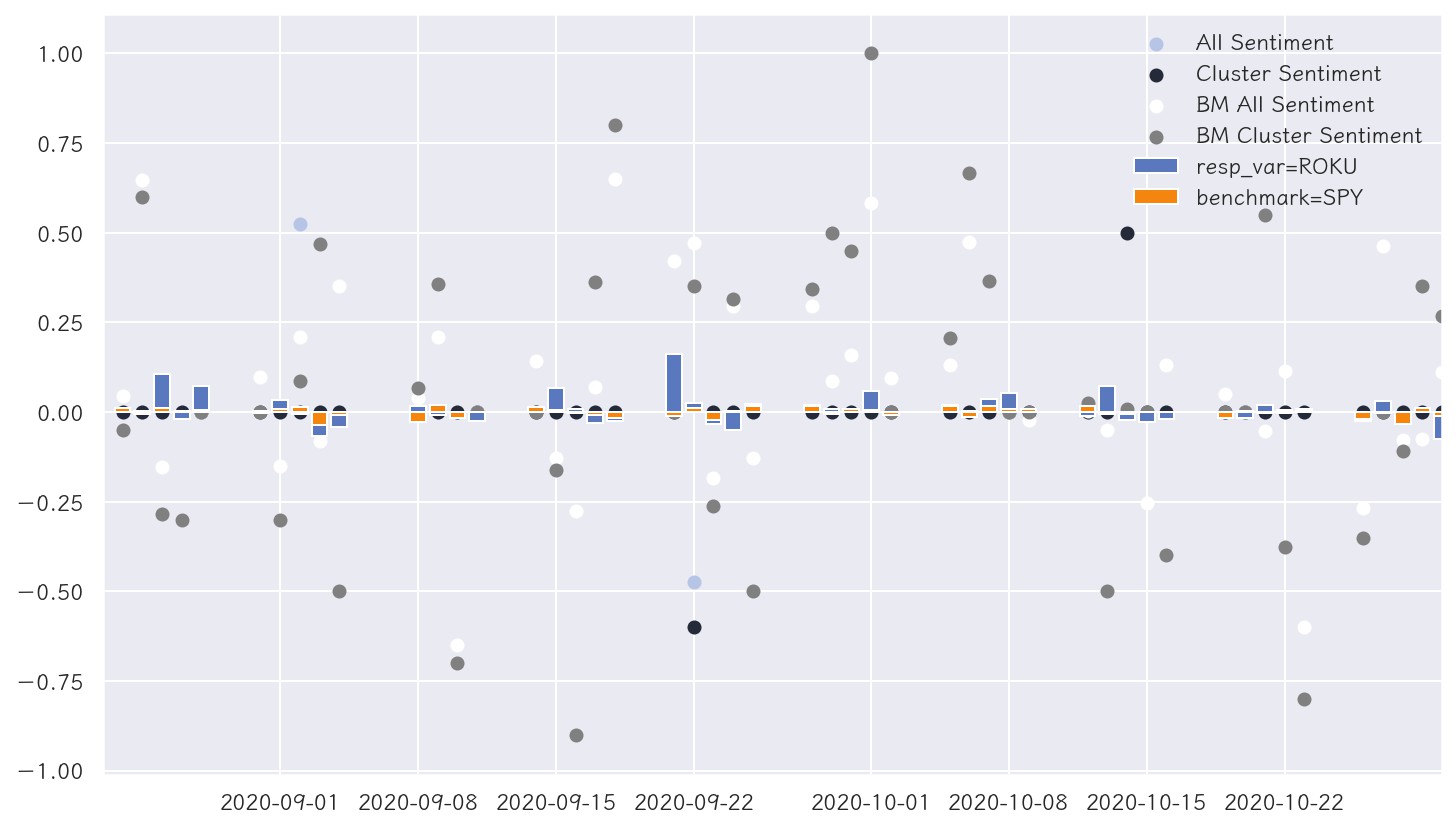 1.00
0.75
0.50
0.25
0.00
−0.25
−0.50
−0.75
−1.00
All Sentiment
Cluster Sentiment
BM All Sentiment
BM Cluster Sentiment
resp_var=ROKU
benchmark=SPY
2020-09-01 2020-09-08 2020-09-15 2020-09-22 2020-10-01 2020-10-08 2020-10-15 2020-10-22